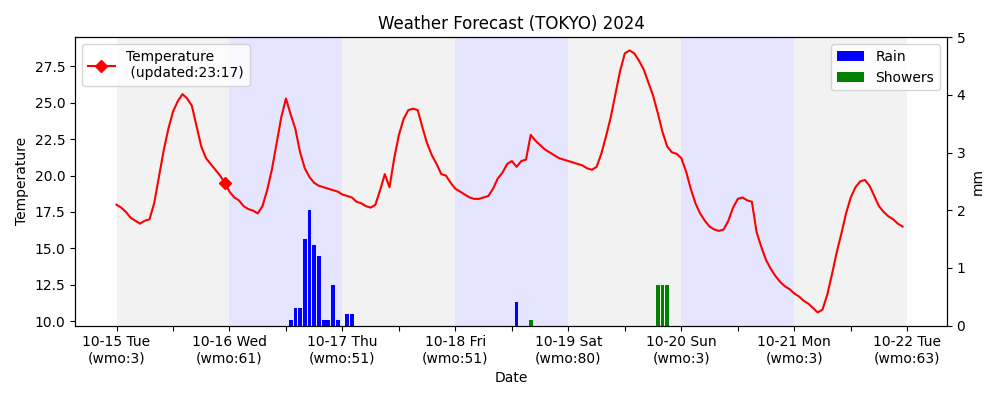 Weather Forecast (TOKYO) 2024
Temperature
(updated:23:17)
Rain
Showers
Temperature
27.5
25.0
22.5
20.0
17.5
15.0
12.5
10.0
5
4
3
2
1
0
mm
10-15 Tue 10-16 Wed 10-17 Thu 10-18 Fri 10-19 Sat 10-20 Sun 10-21 Mon 10-22 Tue
(wmo:3) (wmo:61) (wmo:51) (wmo:51) (wmo:80) (wmo:3) (wmo:3) (wmo:63)
Date